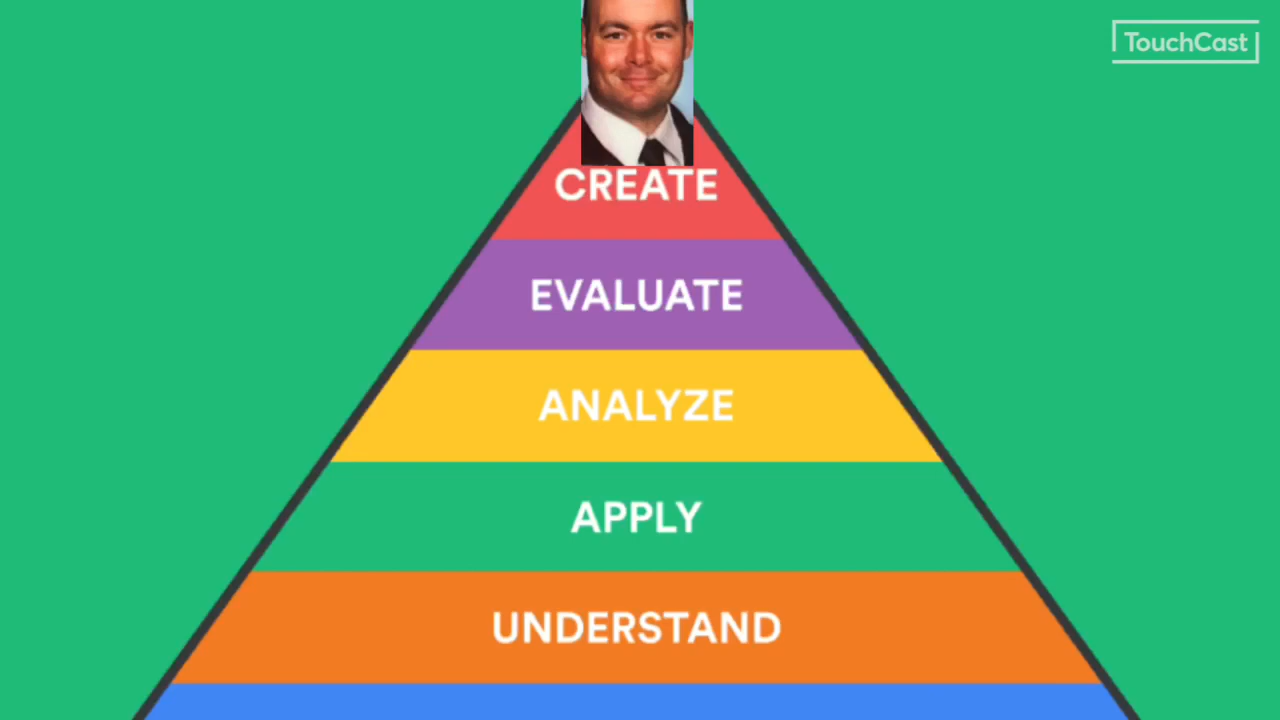 TouchCast
CREATE
EVALUATE
ANALYZE
APPLY
UNDERSTAND